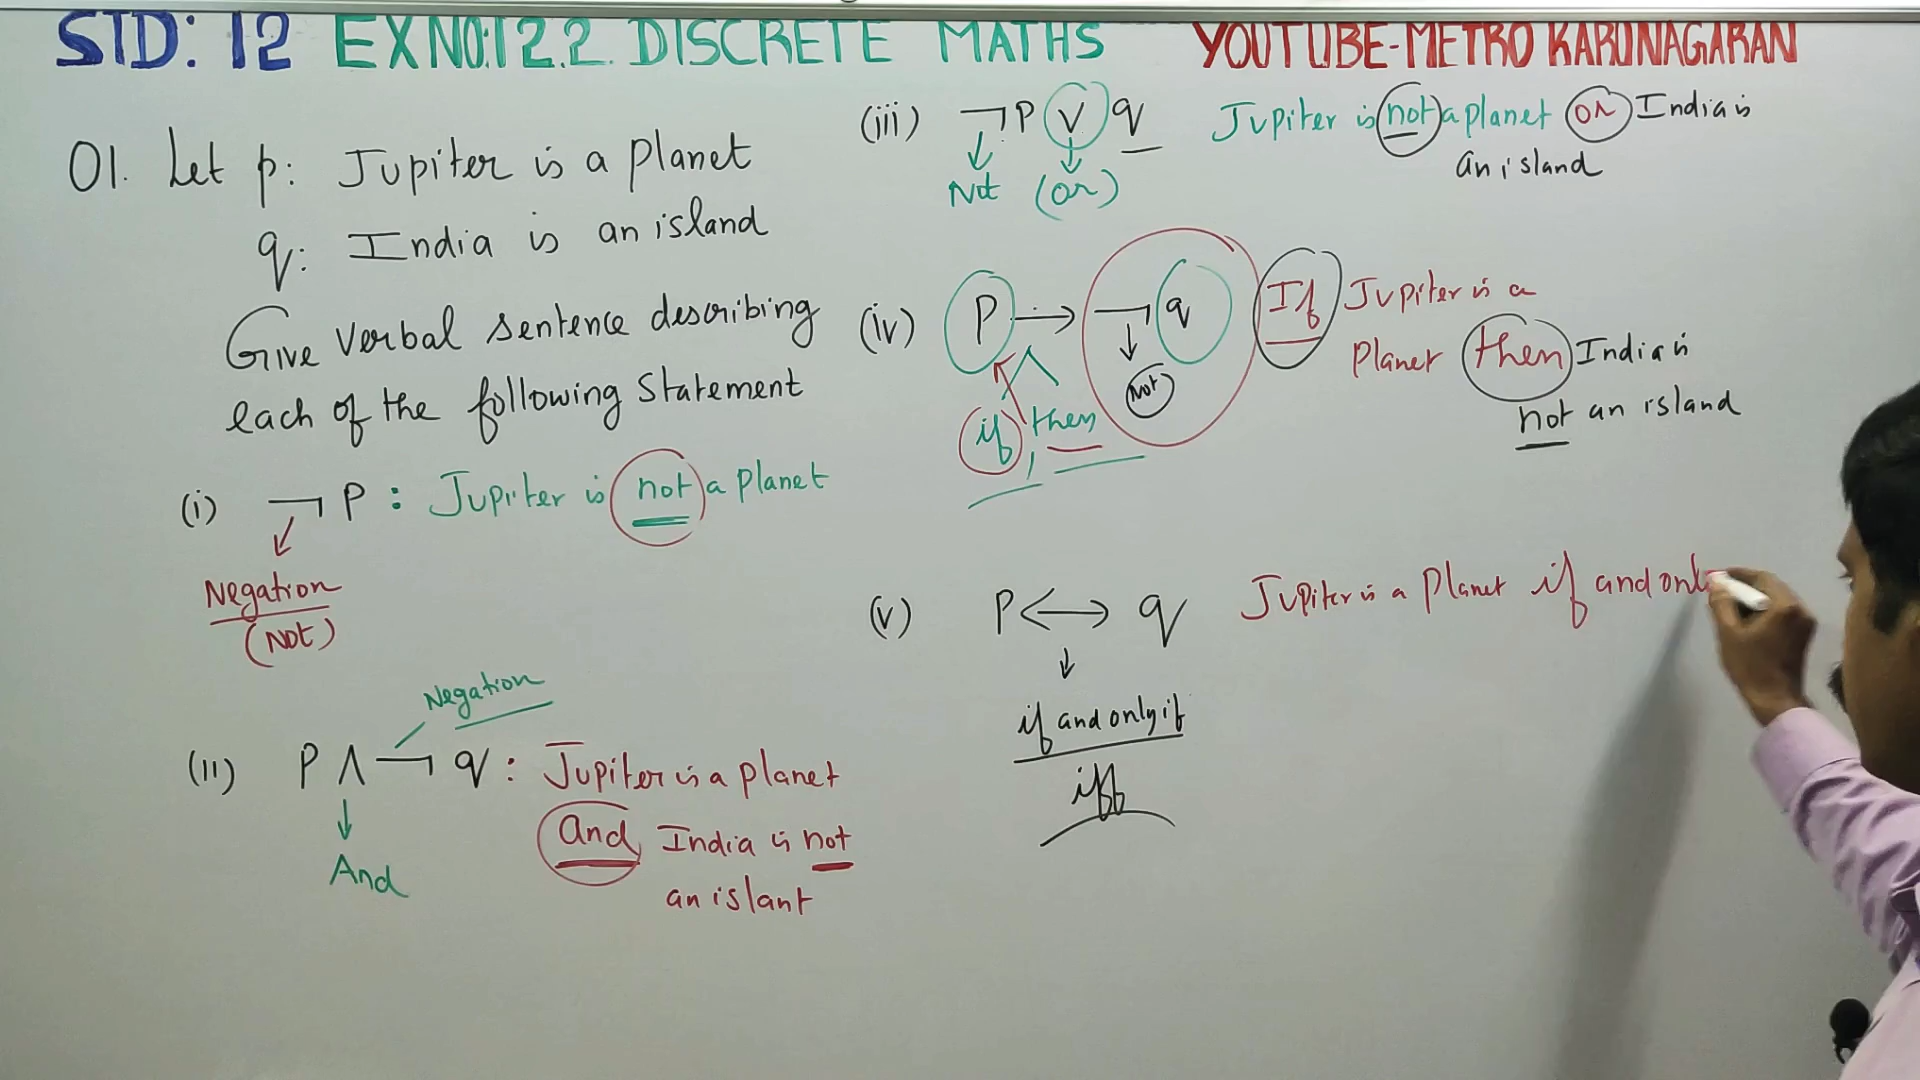 STD: 12 EX NO:12.2 DISCRETE MATHS YOUTUBE-METRO KARUNAGARAN
01. Let p: Jupiter is a planet
q: India is an island
Give Verbal sentence describing
each of the following Statement
(i) ¬P : Jupiter is not a planet
Negation
(Not)
Negation
(ii) P ∧ ¬q : Jupiter is a planet
And India is not
And
an islant
(iii) ¬P ∨ q Jupiter is not a planet or India is
an island
Not (or)
(iv) P → ¬q If Jupiter is a
Planet then India is
Not
not an island
if, then
(v) P ↔ q Jupiter is a Planet if and only
if and only if
iff